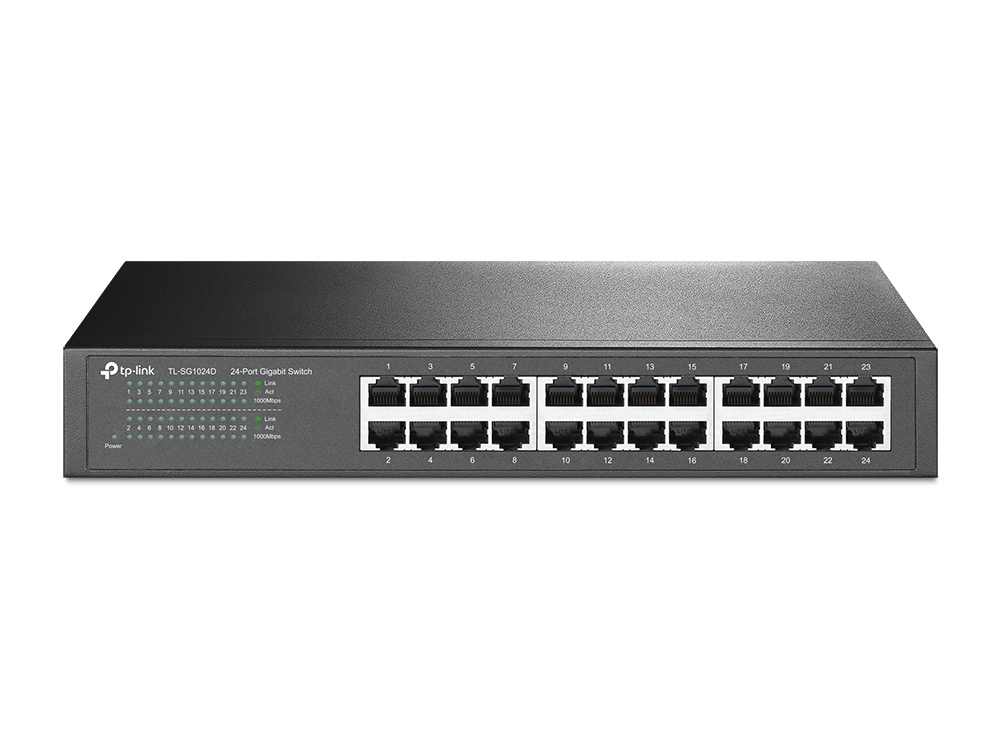 tp-link TL-SG1024D 24-Port Gigabit Switch
Link
1 3 5 7 9 11 13 15 17 19 21 23 Act
1000Mbps
Link
2 4 6 8 10 12 14 16 18 20 22 24 Act
1000Mbps
Power
1 3 5 7 9 11 13 15 17 19 21 23
2 4 6 8 10 12 14 16 18 20 22 24